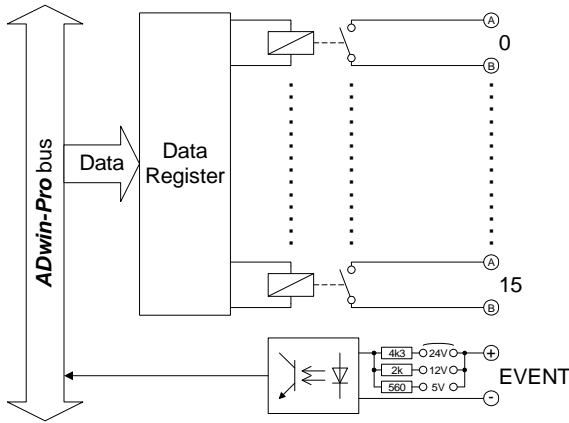 A
0
B
ADwin-Pro bus
Data
Data
Register
A
15
B
4k3 24V +
2k 12V
EVENT
560 5V
-